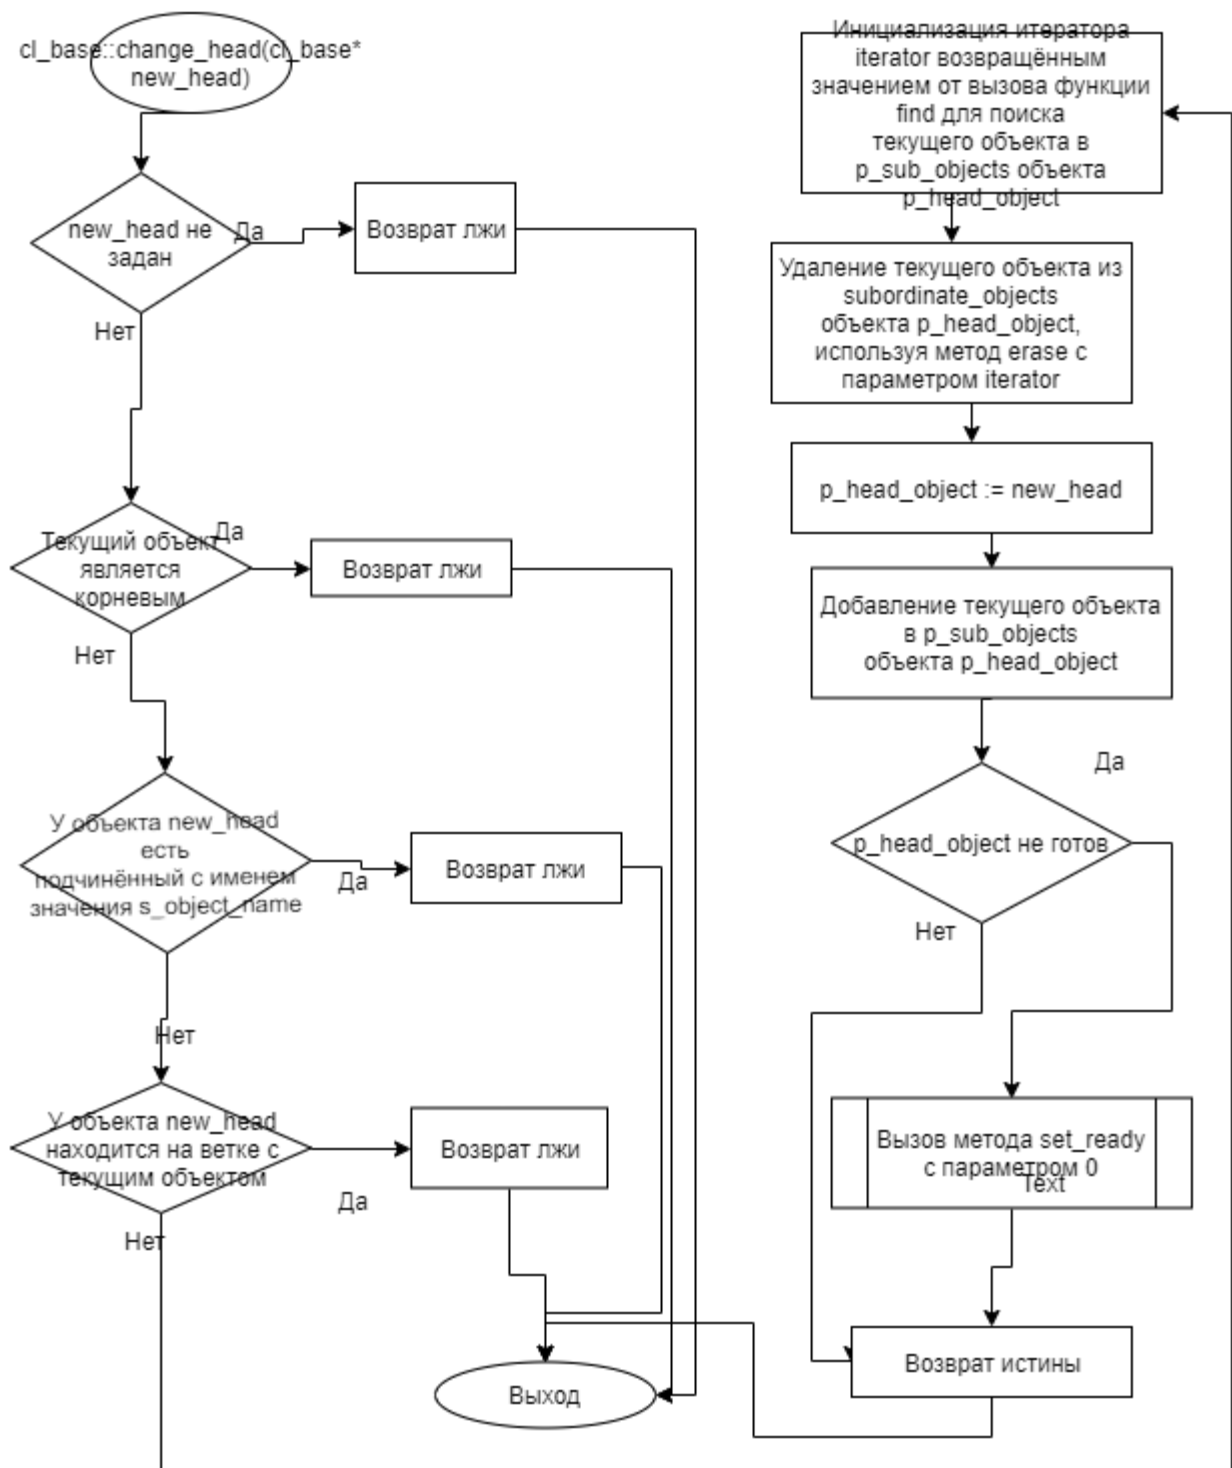 cl_base::change_head(cl_base*
new_head)
new_head не
задан
Да
Возврат лжи
Нет
Текущий объект
является
корневым
Да
Возврат лжи
Нет
У объекта new_head
есть
подчинённый с именем
значения s_object_name
Да
Возврат лжи
Нет
У объекта new_head
находится на ветке с
текущим объектом
Да
Возврат лжи
Нет
Выход
Инициализация итератора
iterator возвращённым
значением от вызова функции
find для поиска
текущего объекта в
p_sub_objects объекта
p_head_object
Удаление текущего объекта из
subordinate_objects
объекта p_head_object,
используя метод erase с
параметром iterator
p_head_object := new_head
Добавление текущего объекта
в p_sub_objects
объекта p_head_object
Да
p_head_object не готов
Нет
Вызов метода set_ready
с параметром 0
Text
Возврат истины